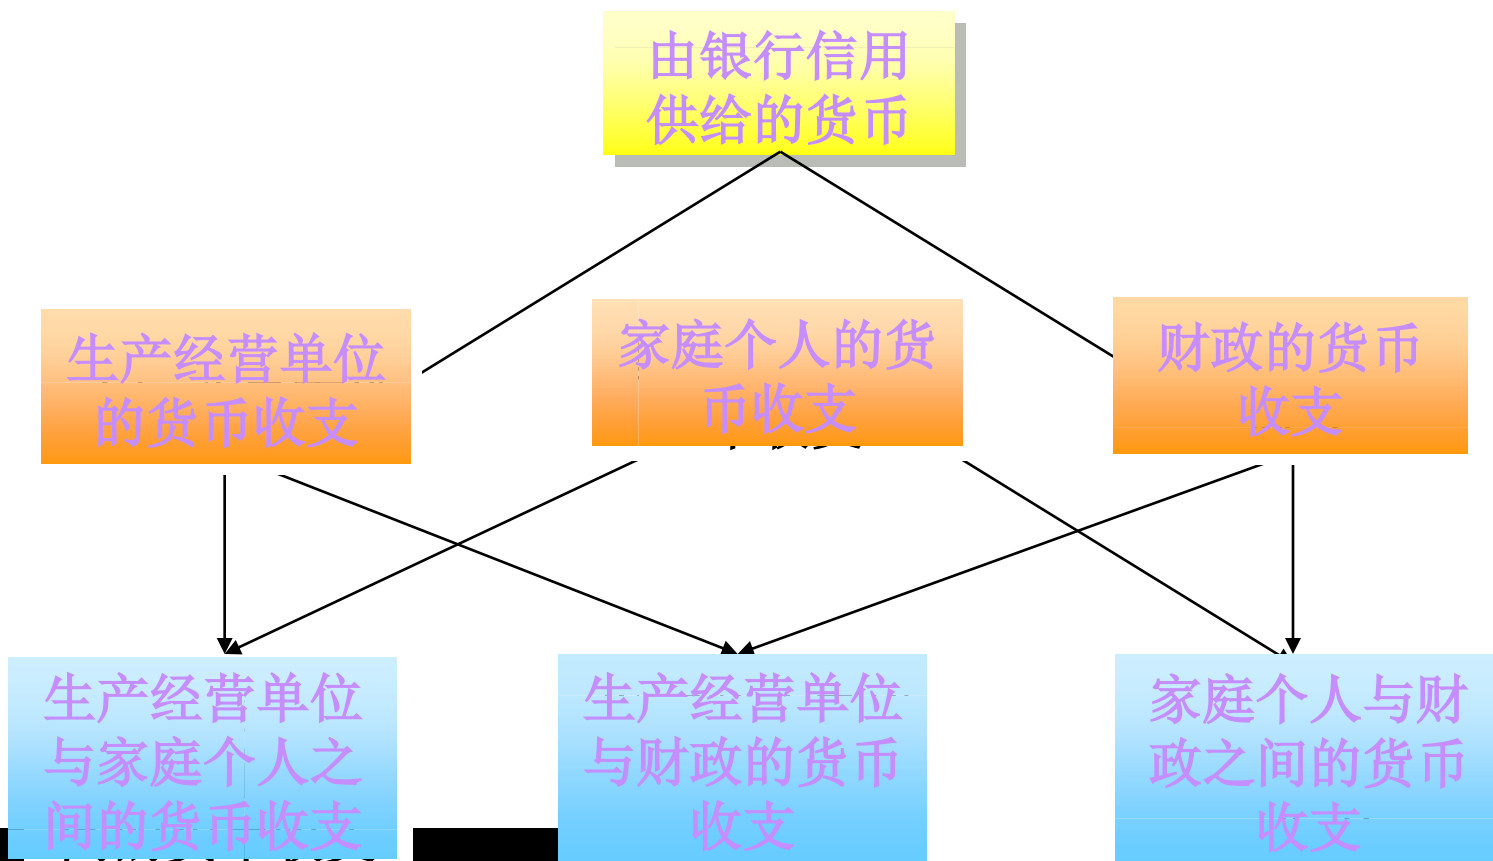 由银行信用
供给的货币
生产经营单位
的货币收支
家庭个人的货
币收支
财政的货币
收支
生产经营单位
与家庭个人之
间的货币收支
生产经营单位
与财政的货币
收支
家庭个人与财
政之间的货币
收支